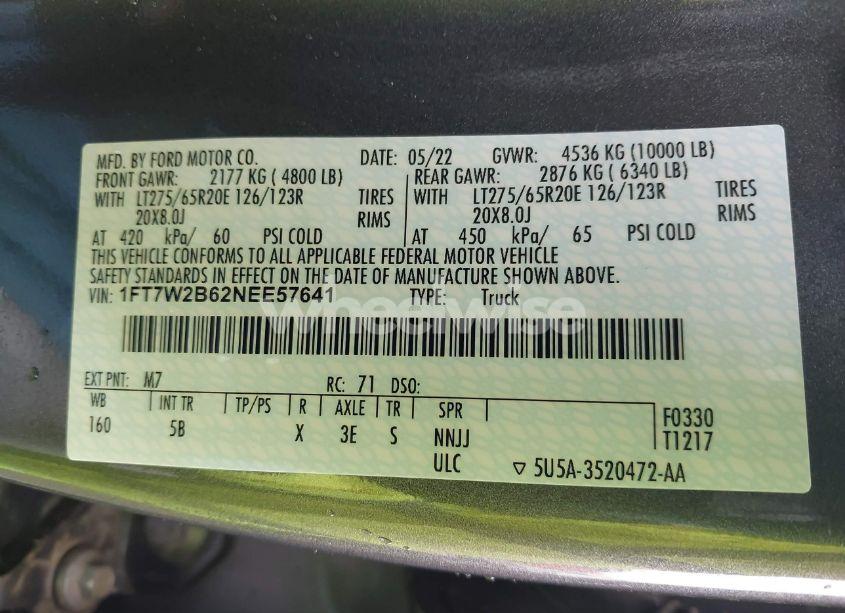 MFD. BY FORD MOTOR CO. DATE: 05/22 GVWR: 4536 KG (10000 LB)
FRONT GAWR: 2177 KG ( 4800 LB) REAR GAWR: 2876 KG ( 6340 LB)
WITH LT275/65R20E 126/123R TIRES WITH LT275/65R20E 126/123R TIRES
20X8.0J RIMS 20X8.0J RIMS
AT 420 kPa/ 60 PSI COLD AT 450 kPa/ 65 PSI COLD
THIS VEHICLE CONFORMS TO ALL APPLICABLE FEDERAL MOTOR VEHICLE
SAFETY STANDARDS IN EFFECT ON THE DATE OF MANUFACTURE SHOWN ABOVE.
VIN: 1FT7W2B62NEE57641 TYPE: Truck
wheelwise
EXT PNT: M7 RC: 71 DSO:
WB INT TR TP/PS R AXLE TR SPR F0330
160 5B X 3E S NNJJ T1217
ULC ▽ 5U5A-3520472-AA